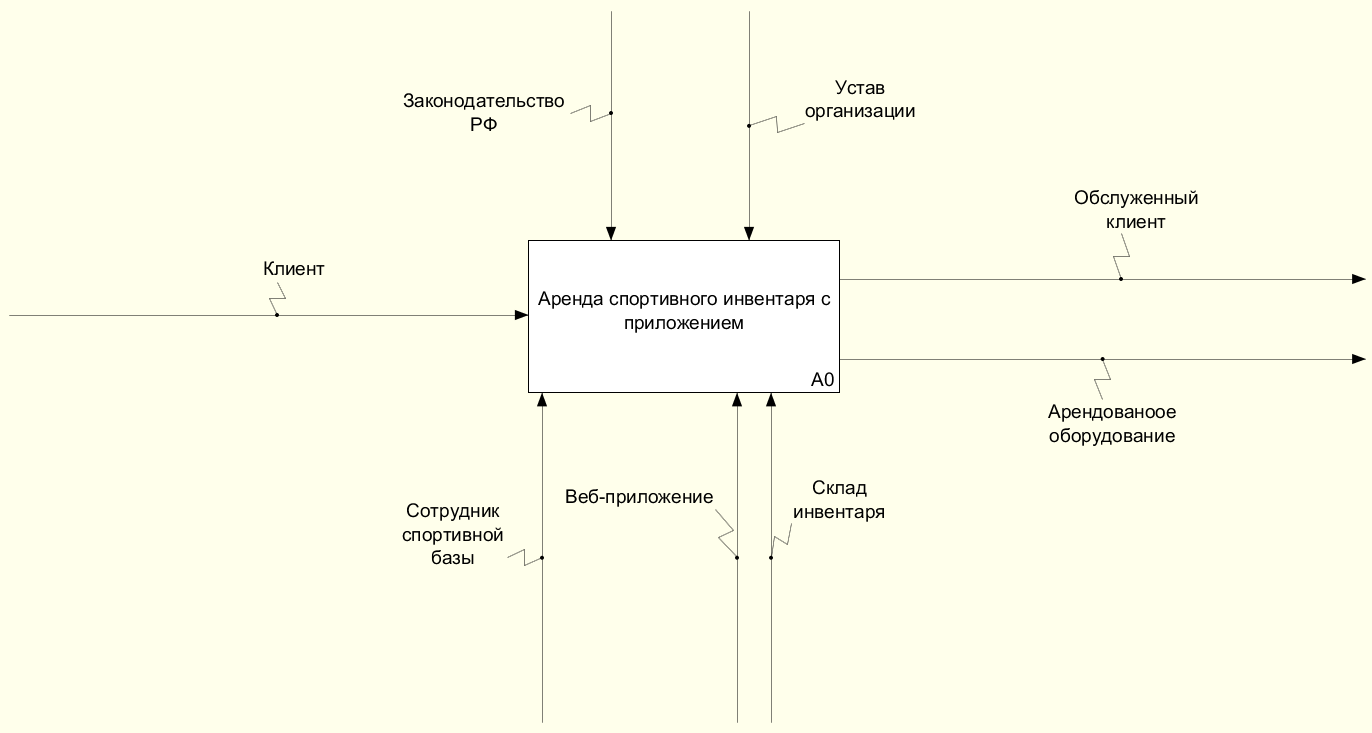 Законодательство
РФ
Устав
организации
Обслуженный
клиент
Клиент
Аренда спортивного инвентаря с
приложением
A0
Арендованоое
оборудование
Сотрудник
спортивной
базы
Веб-приложение
Склад
инвентаря